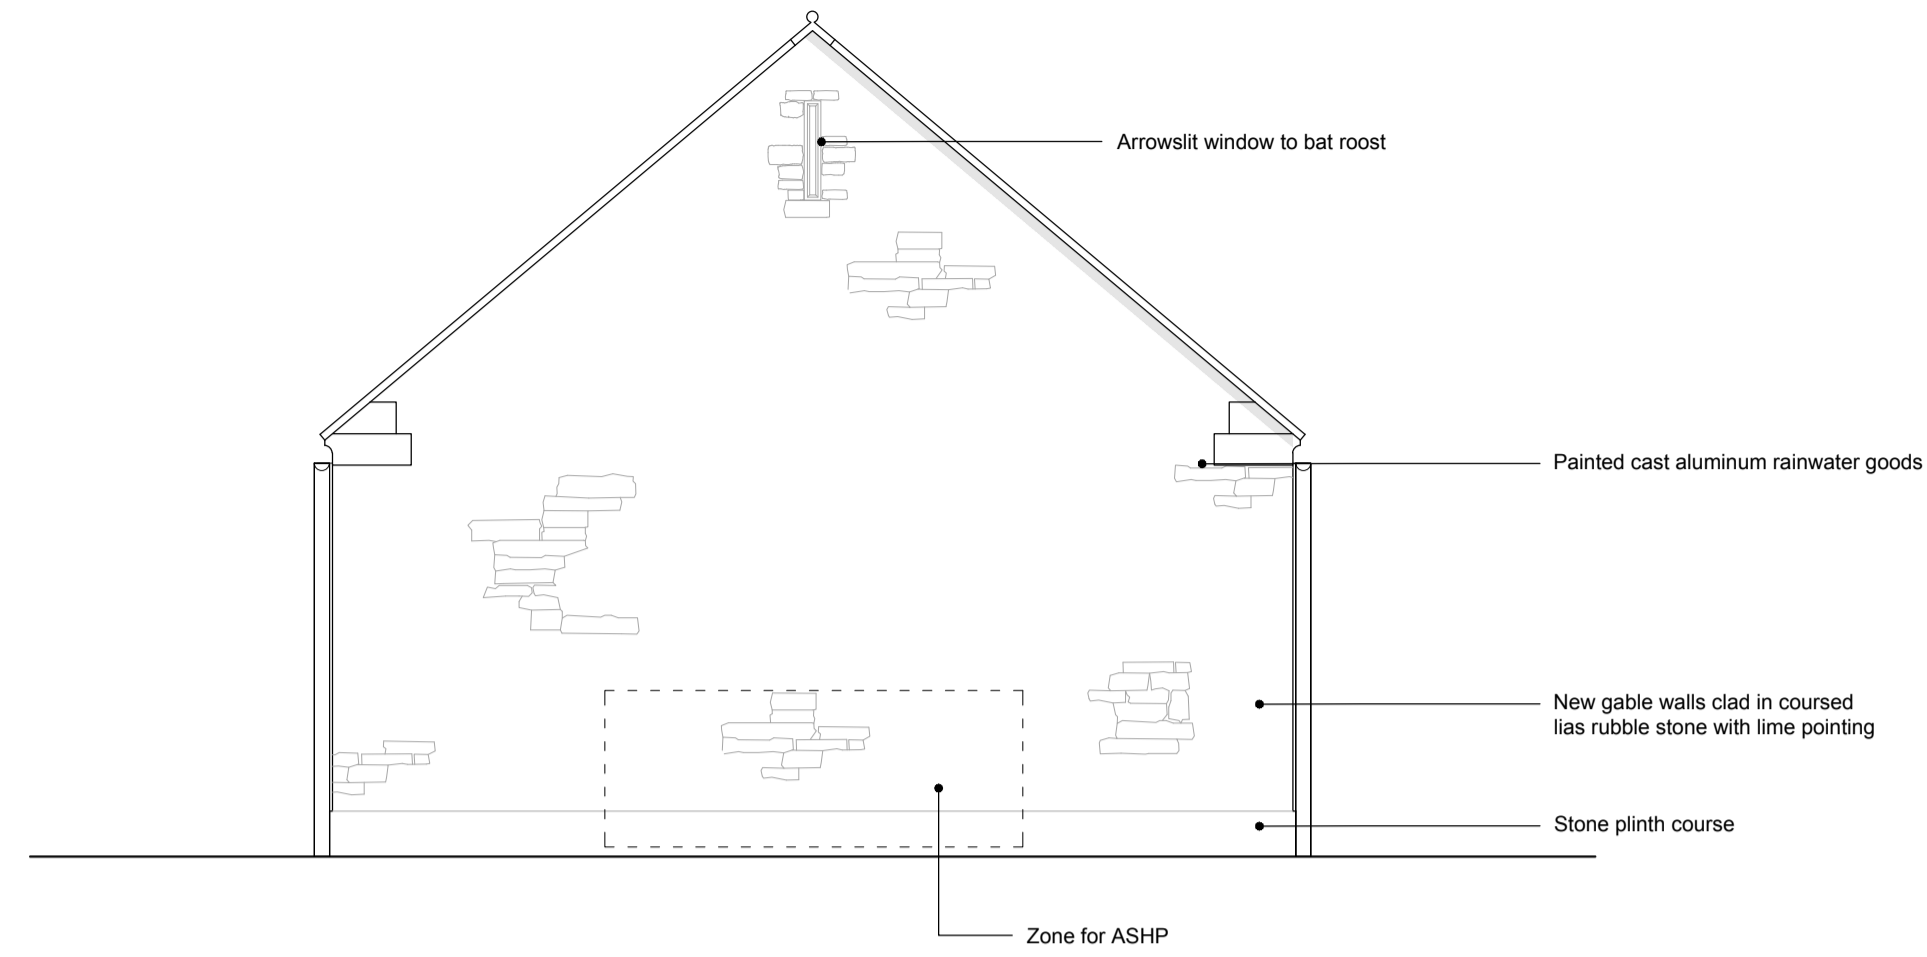 Arrowslit window to bat roost
Painted cast aluminum rainwater goods
New gable walls clad in coursed
lias rubble stone with lime pointing
Stone plinth course
Zone for ASHP